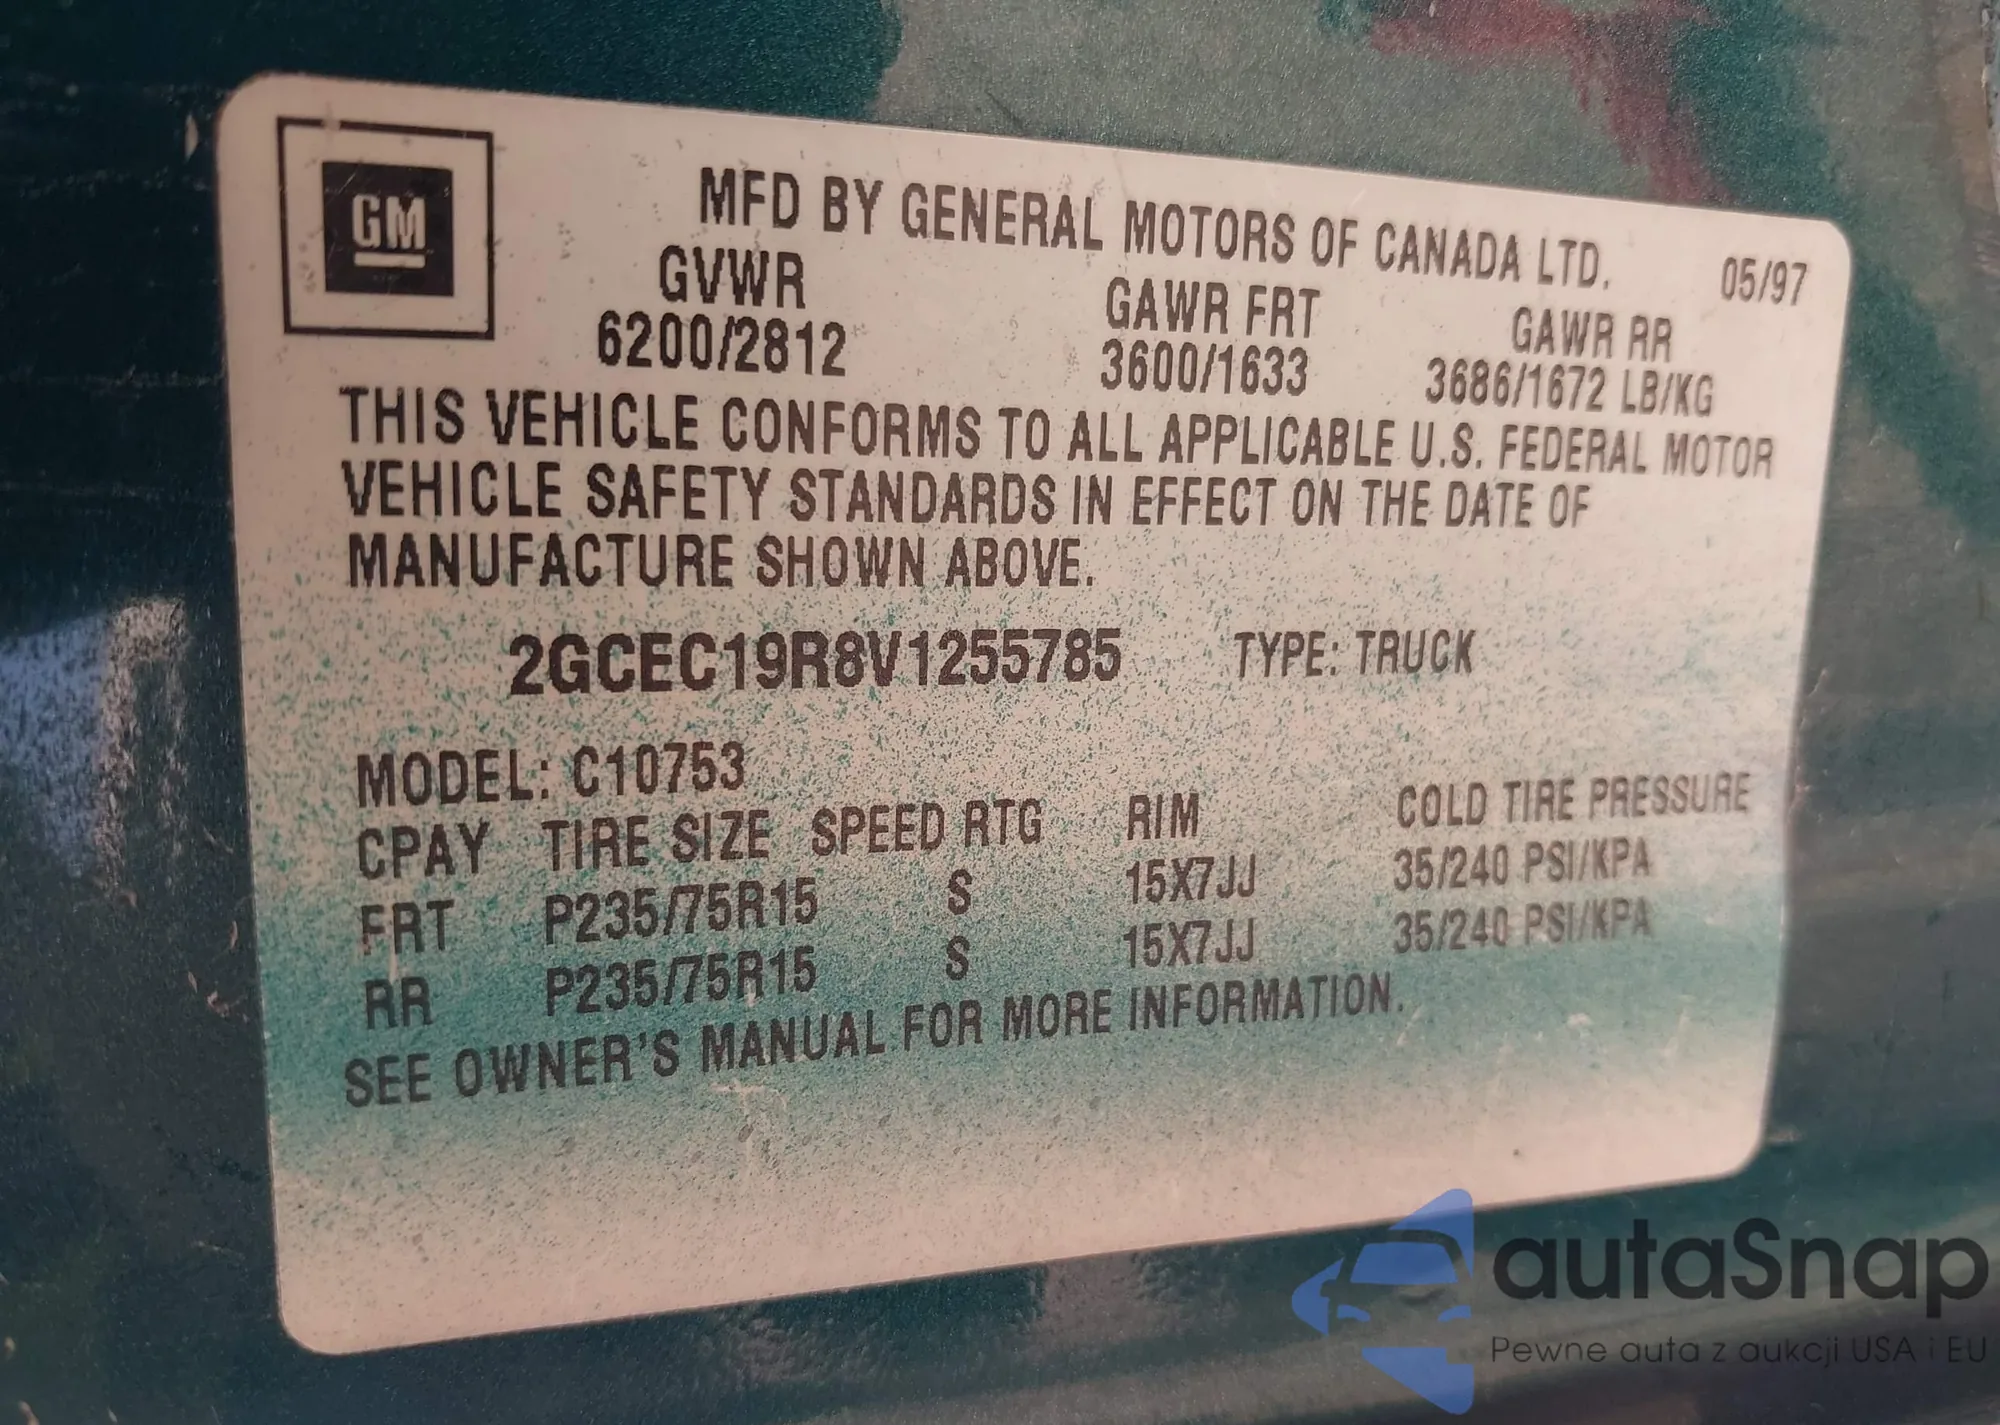 GM
MFD BY GENERAL MOTORS OF CANADA LTD.
05/97
GVWR GAWR FRT GAWR RR
6200/2812 3600/1633 3686/1672 LB/KG
THIS VEHICLE CONFORMS TO ALL APPLICABLE U.S. FEDERAL MOTOR
VEHICLE SAFETY STANDARDS IN EFFECT ON THE DATE OF
MANUFACTURE SHOWN ABOVE.
2GCEC19R8V1255785 TYPE: TRUCK
MODEL: C10753
CPAY TIRE SIZE SPEED RTG RIM COLD TIRE PRESSURE
FRT P235/75R15 S 15X7JJ 35/240 PSI/KPA
RR P235/75R15 S 15X7JJ 35/240 PSI/KPA
SEE OWNER'S MANUAL FOR MORE INFORMATION.
autaSnap
Pewne auta z aukcji USA i EU